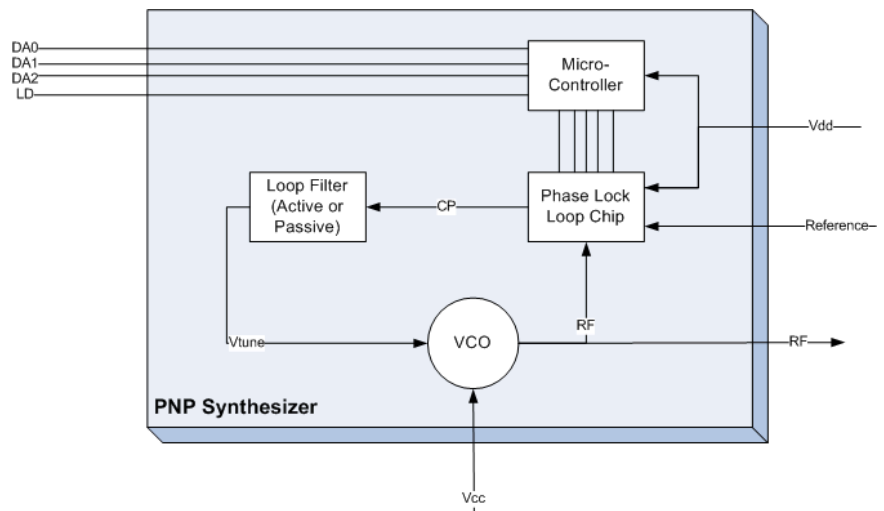 DA0
DA1
DA2
LD
Micro-
Controller
Vdd
Loop Filter
(Active or
Passive)
CP
Phase Lock
Loop Chip
Reference
RF
Vtune
VCO
RF
PNP Synthesizer
Vcc